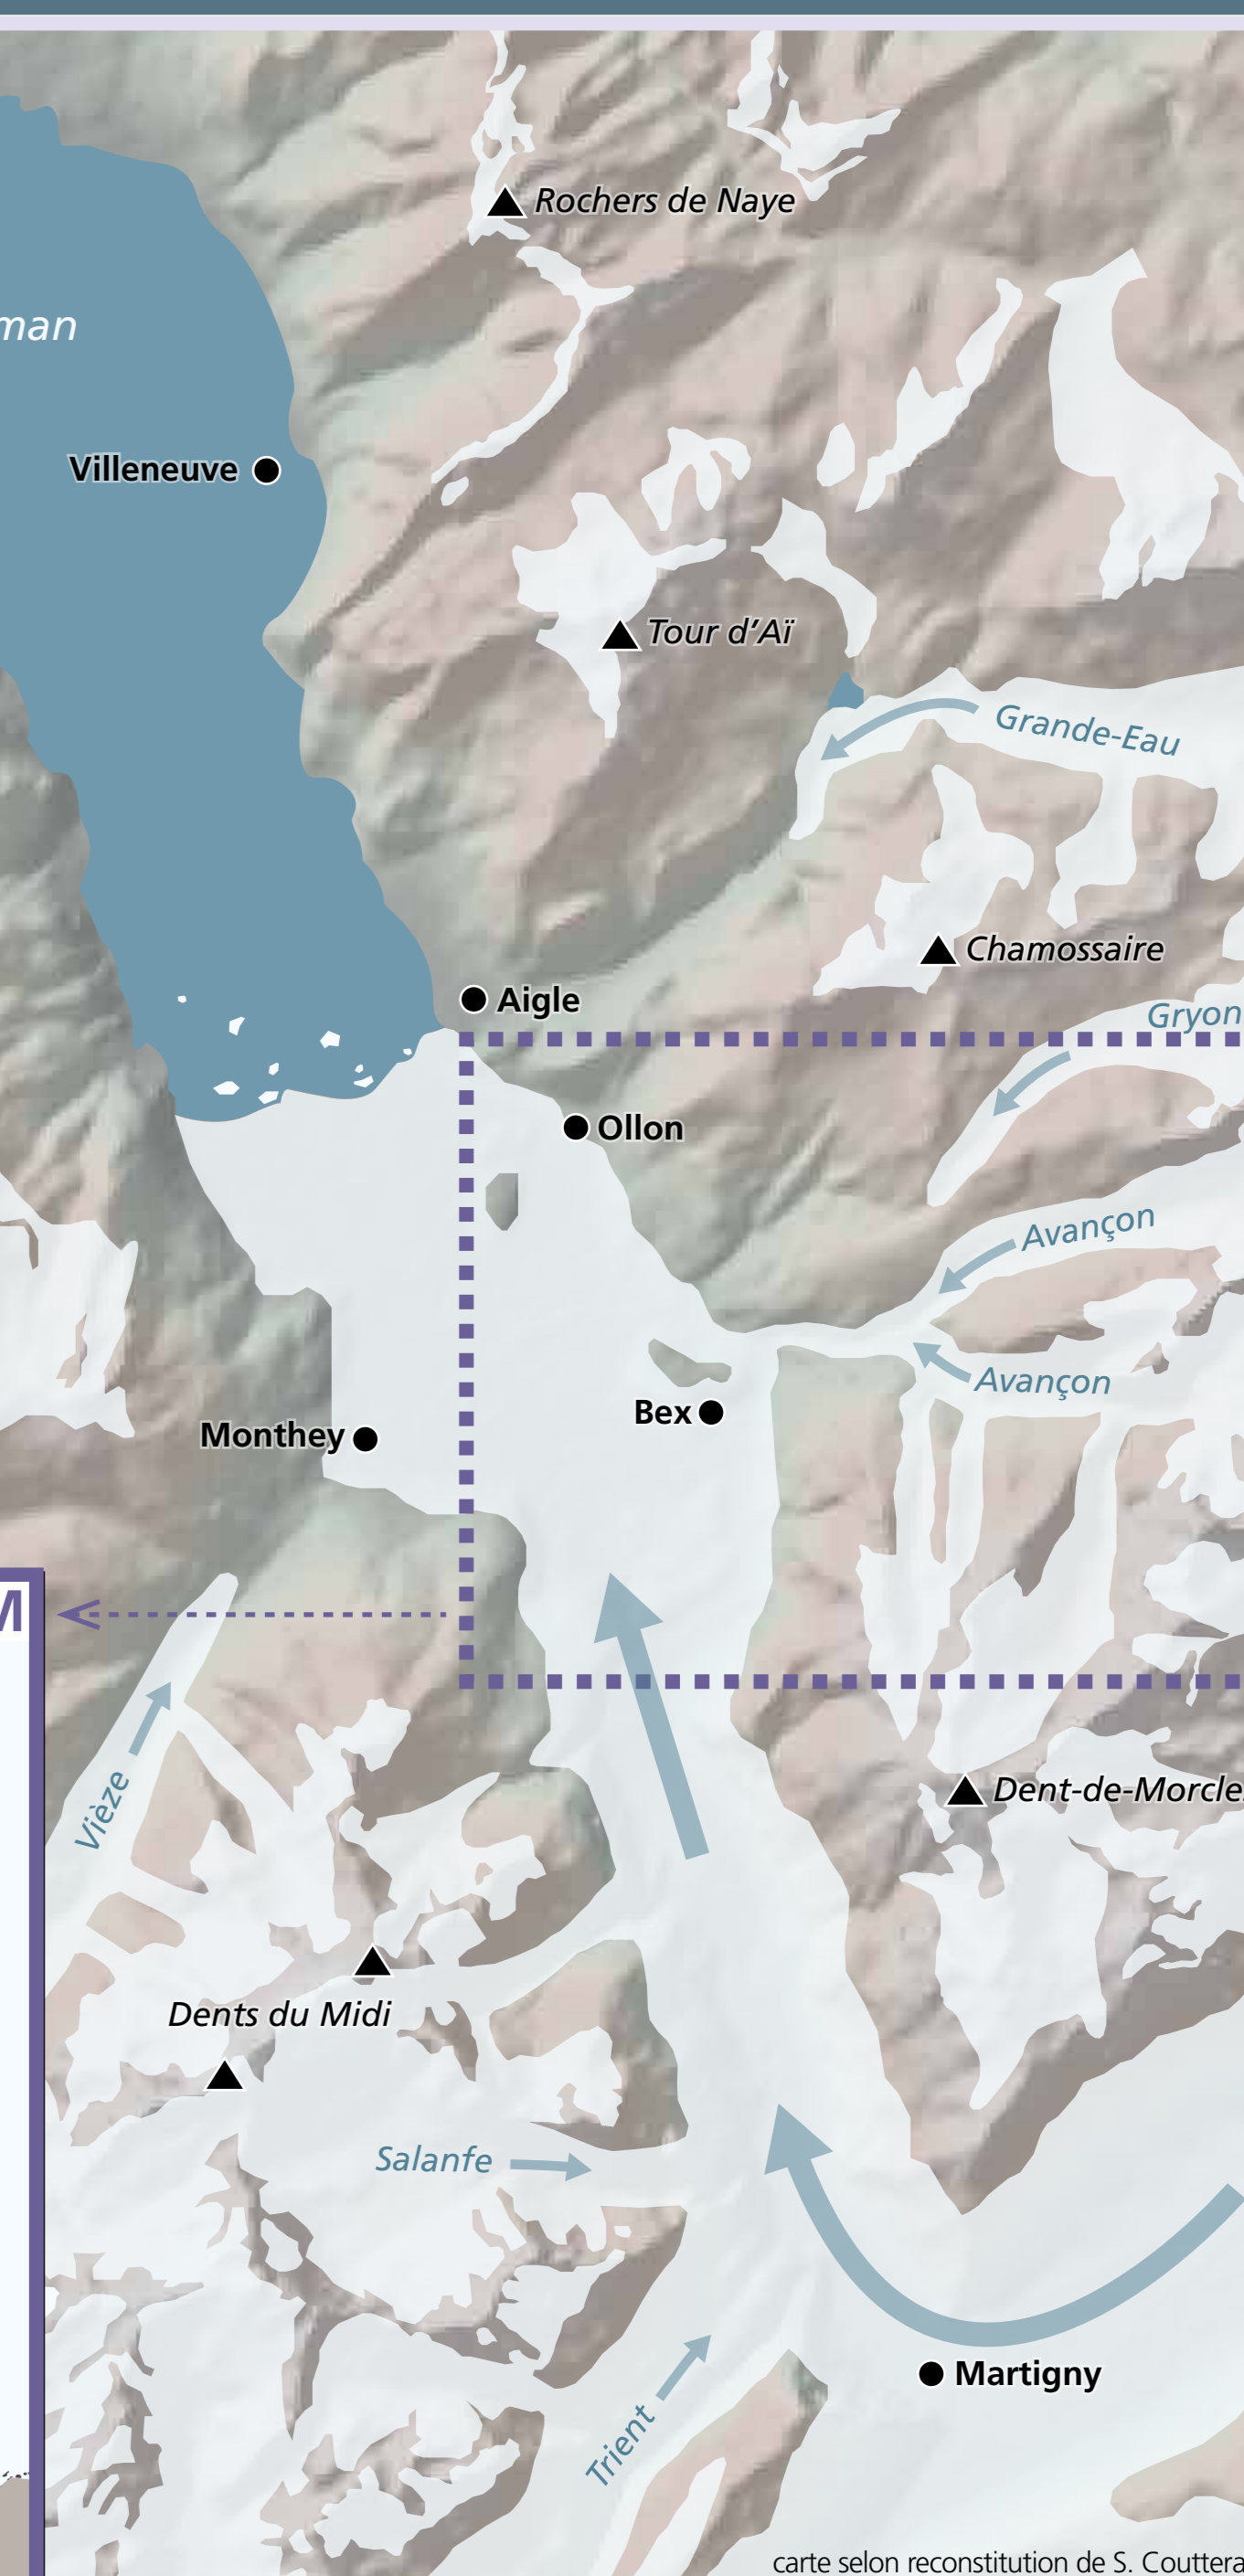 Rochers de Naye
man
Villeneuve
Tour d’Aï
Grande-Eau
Chamossaire
Aigle
Gryon
Ollon
Avançon
Avançon
Bex
Monthey
M
Vièze
Dent-de-Morcle
Dents du Midi
Salanfe
Martigny
Trient
carte selon reconstitution de S. Couttera